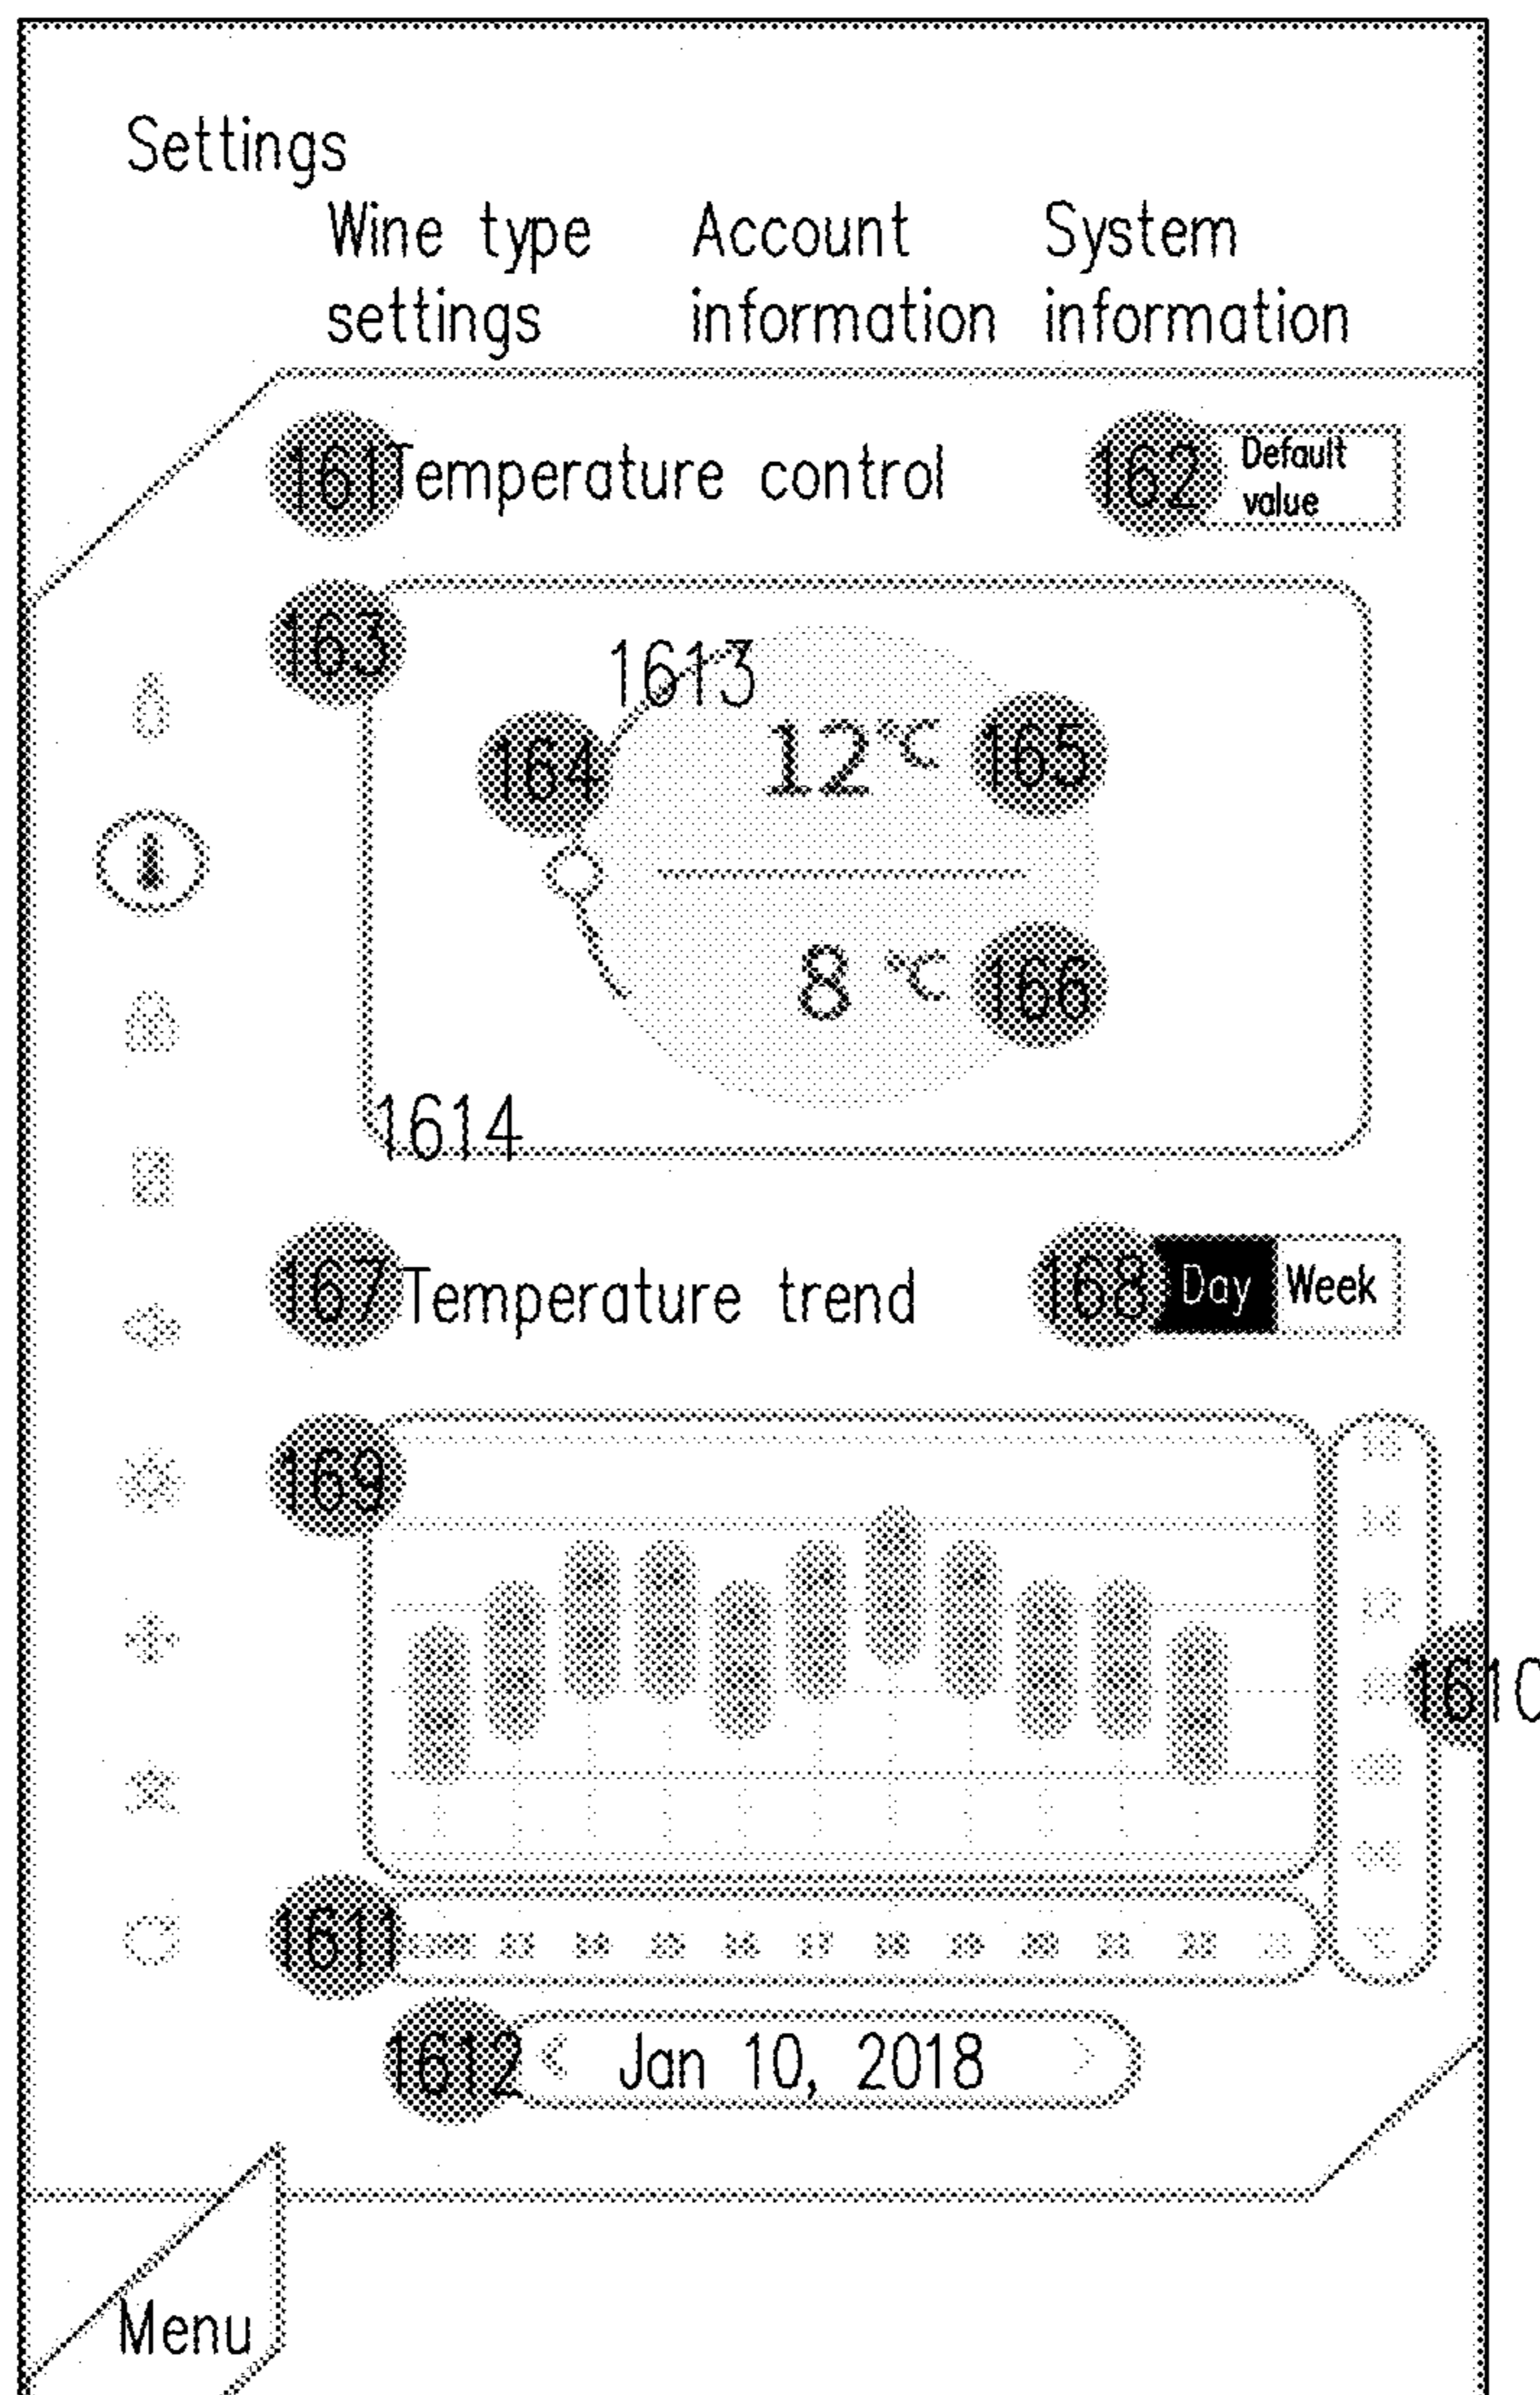 Settings
Wine type settings
Account information
System information
161 Temperature control
162 Default value
163
1613
164
12℃ 165
8 ℃ 166
1614
167 Temperature trend
168 Day Week
169
1610
1611
1612 < Jan 10, 2018 >
Menu